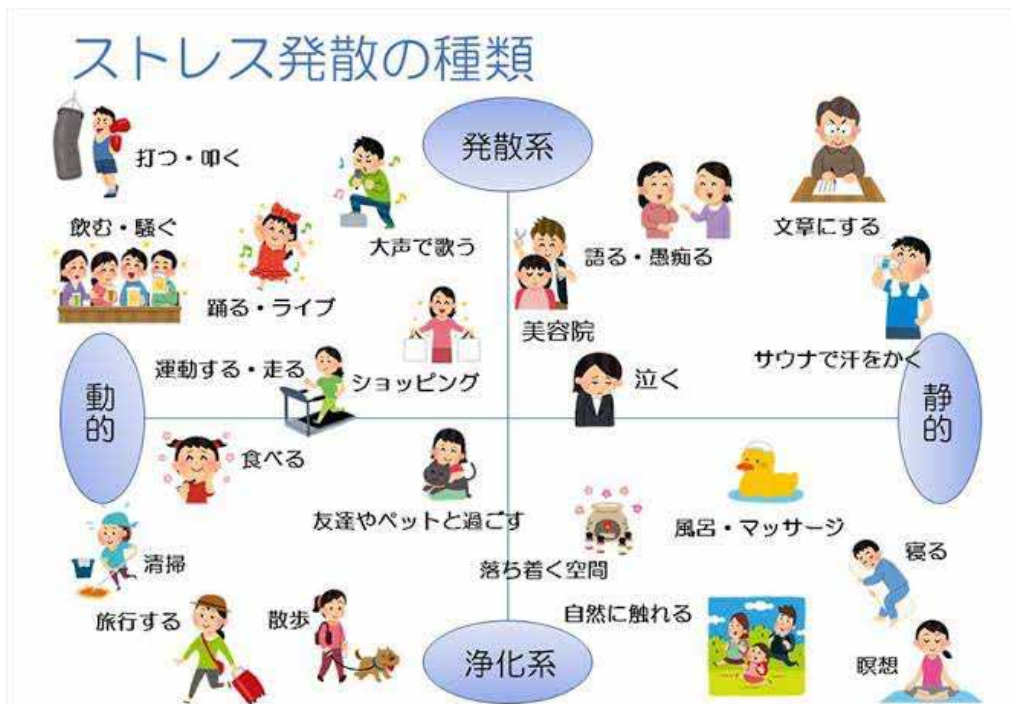 ストレス発散の種類
発散系
打つ・叩く
文章にする
飲む・騒ぐ
大声で歌う
語る・愚痴る
踊る・ライブ
美容院
サウナで汗をかく
運動する・走る
ショッピング
泣く
動的
静的
食べる
友達やペットと過ごす
風呂・マッサージ
清掃
落ち着く空間
寝る
旅行する
散歩
自然に触れる
浄化系
瞑想